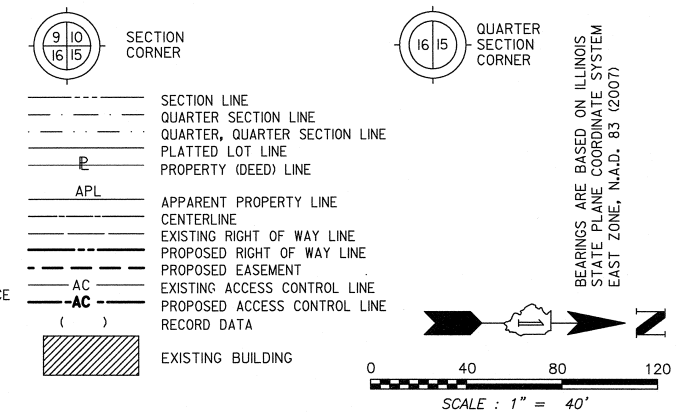 9 10
16 15
SECTION
CORNER
16 15
QUARTER
SECTION
CORNER
SECTION LINE
QUARTER SECTION LINE
QUARTER, QUARTER SECTION LINE
PLATTED LOT LINE
PL PROPERTY (DEED) LINE
APL APPARENT PROPERTY LINE
CENTERLINE
EXISTING RIGHT OF WAY LINE
PROPOSED RIGHT OF WAY LINE
PROPOSED EASEMENT
AC EXISTING ACCESS CONTROL LINE
CE
AC PROPOSED ACCESS CONTROL LINE
( ) RECORD DATA
EXISTING BUILDING
BEARINGS ARE BASED ON ILLINOIS
STATE PLANE COORDINATE SYSTEM
EAST ZONE, N.A.D. 83 (2007)
N
0 40 80 120
SCALE : 1" = 40'